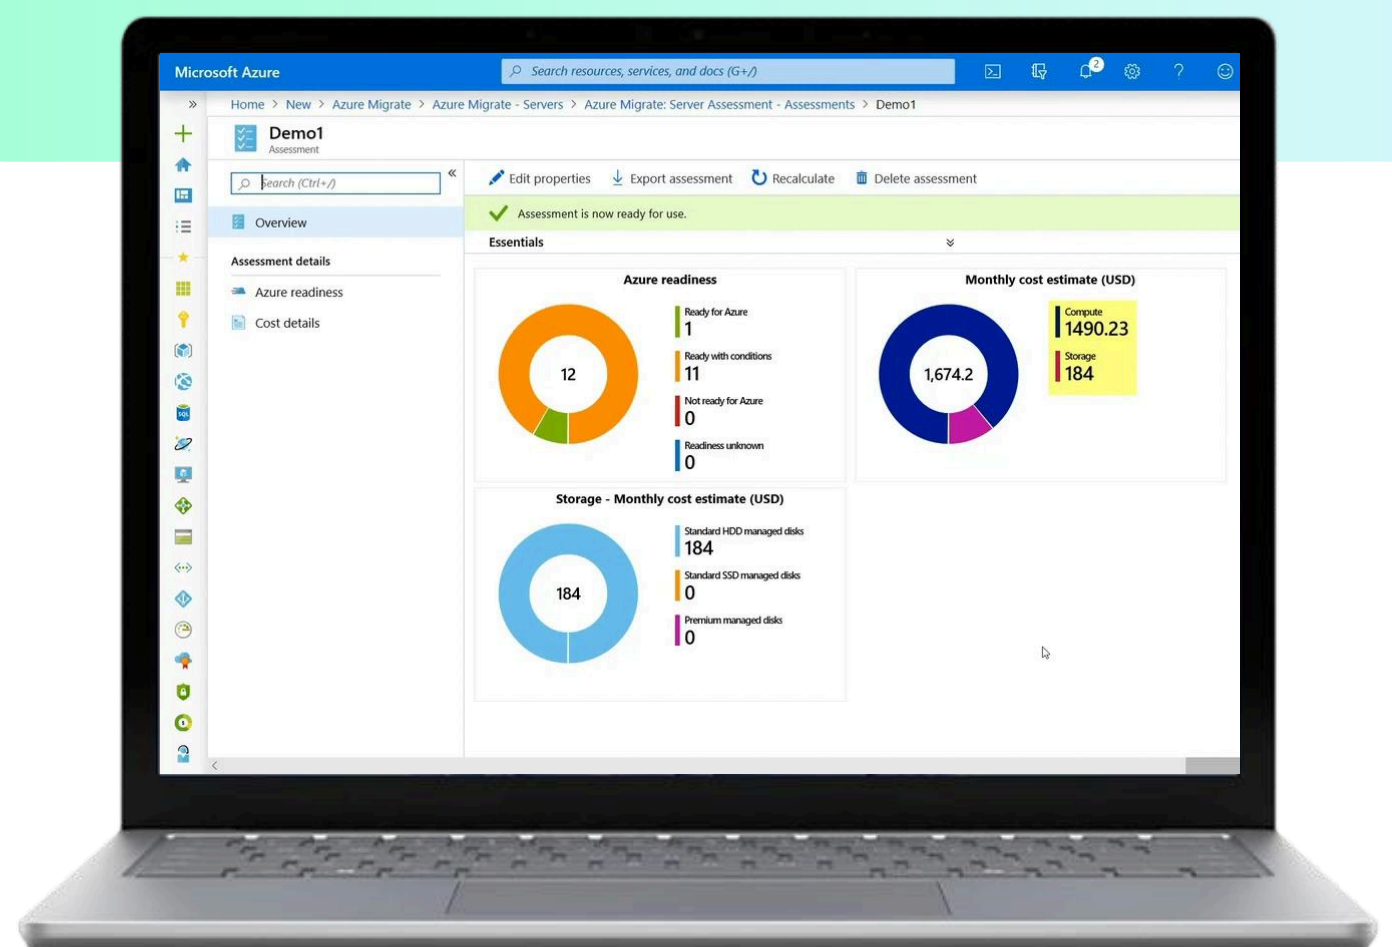 Microsoft Azure
Search resources, services, and docs (G+/)
2
Home > New > Azure Migrate > Azure Migrate - Servers > Azure Migrate: Server Assessment - Assessments > Demo1
Demo1
Assessment
Search (Ctrl+/)
Overview
Assessment details
Azure readiness
Cost details
Edit properties
Export assessment
Recalculate
Delete assessment
Assessment is now ready for use.
Essentials
Azure readiness
12
Ready for Azure
1
Ready with conditions
11
Not ready for Azure
0
Readiness unknown
0
Monthly cost estimate (USD)
1,674.2
Compute
1490.23
Storage
184
Storage - Monthly cost estimate (USD)
184
Standard HDD managed disks
184
Standard SSD managed disks
0
Premium managed disks
0